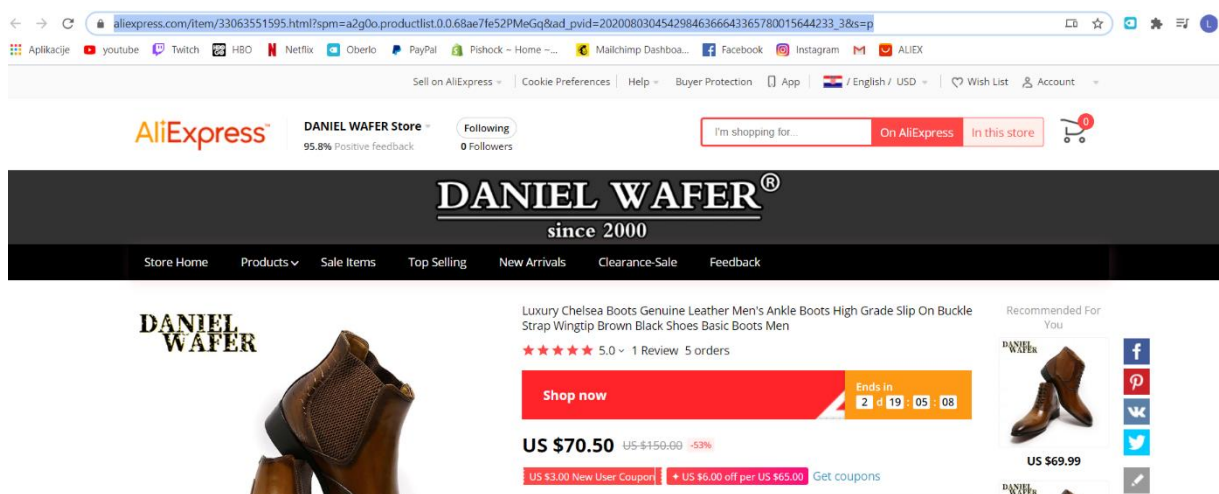 aliexpress.com/item/33063551595.html?spm=a2g0o.productlist.0.0.68ae7fe52PMeGq&ad_pvid=20200803045429846366643365780015644233_3&s=p
Aplikacije youtube Twitch HBO Netflix Oberlo PayPal Pishock ~ Home ~... Mailchimp Dashboa... Facebook Instagram ALIEX
Sell on AliExpress Cookie Preferences Help Buyer Protection App / English / USD Wish List Account
AliExpress DANIEL WAFER Store Following I'm shopping for... On AliExpress In this store 0
95.8% Positive feedback 0 Followers
DANIEL WAFER®
since 2000
Store Home Products Sale Items Top Selling New Arrivals Clearance-Sale Feedback
DANIEL WAFER
Luxury Chelsea Boots Genuine Leather Men's Ankle Boots High Grade Slip On Buckle
Strap Wingtip Brown Black Shoes Basic Boots Men
5.0 1 Review 5 orders
Shop now
Ends in
2 d 19 : 05 : 08
US $70.50 US $150.00 -53%
US $3.00 New User Coupon + US $6.00 off per US $65.00 Get coupons
Recommended For
You
DANIEL WAFER
US $69.99
DANIEL WAFER